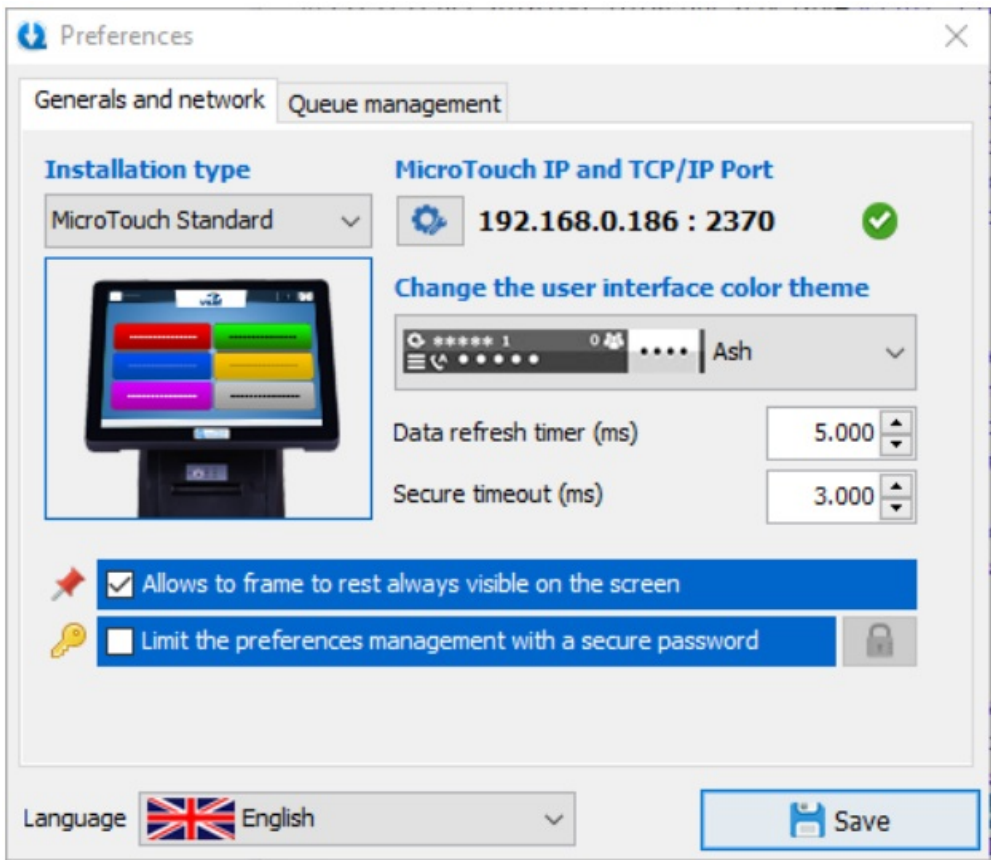 Preferences
Generals and network
Queue management
Installation type
MicroTouch IP and TCP/IP Port
MicroTouch Standard
192.168.0.186 : 2370
Change the user interface color theme
***** 1
0
Ash
Data refresh timer (ms)
5.000
Secure timeout (ms)
3.000
Allows to frame to rest always visible on the screen
Limit the preferences management with a secure password
Language
English
Save